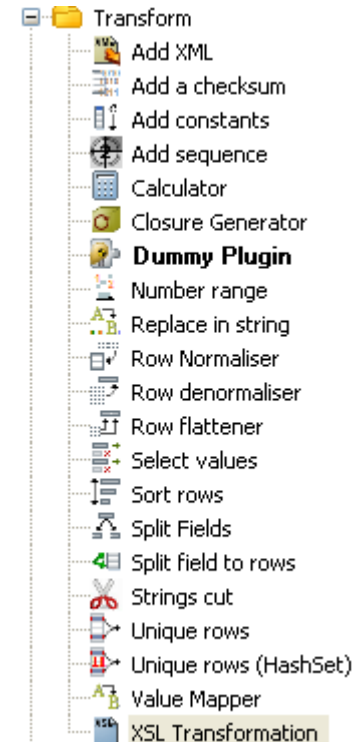 Transform
Add XML
Add a checksum
Add constants
Add sequence
Calculator
Closure Generator
Dummy Plugin
Number range
Replace in string
Row Normaliser
Row denormaliser
Row flattener
Select values
Sort rows
Split Fields
Split field to rows
Strings cut
Unique rows
Unique rows (HashSet)
Value Mapper
XSL Transformation